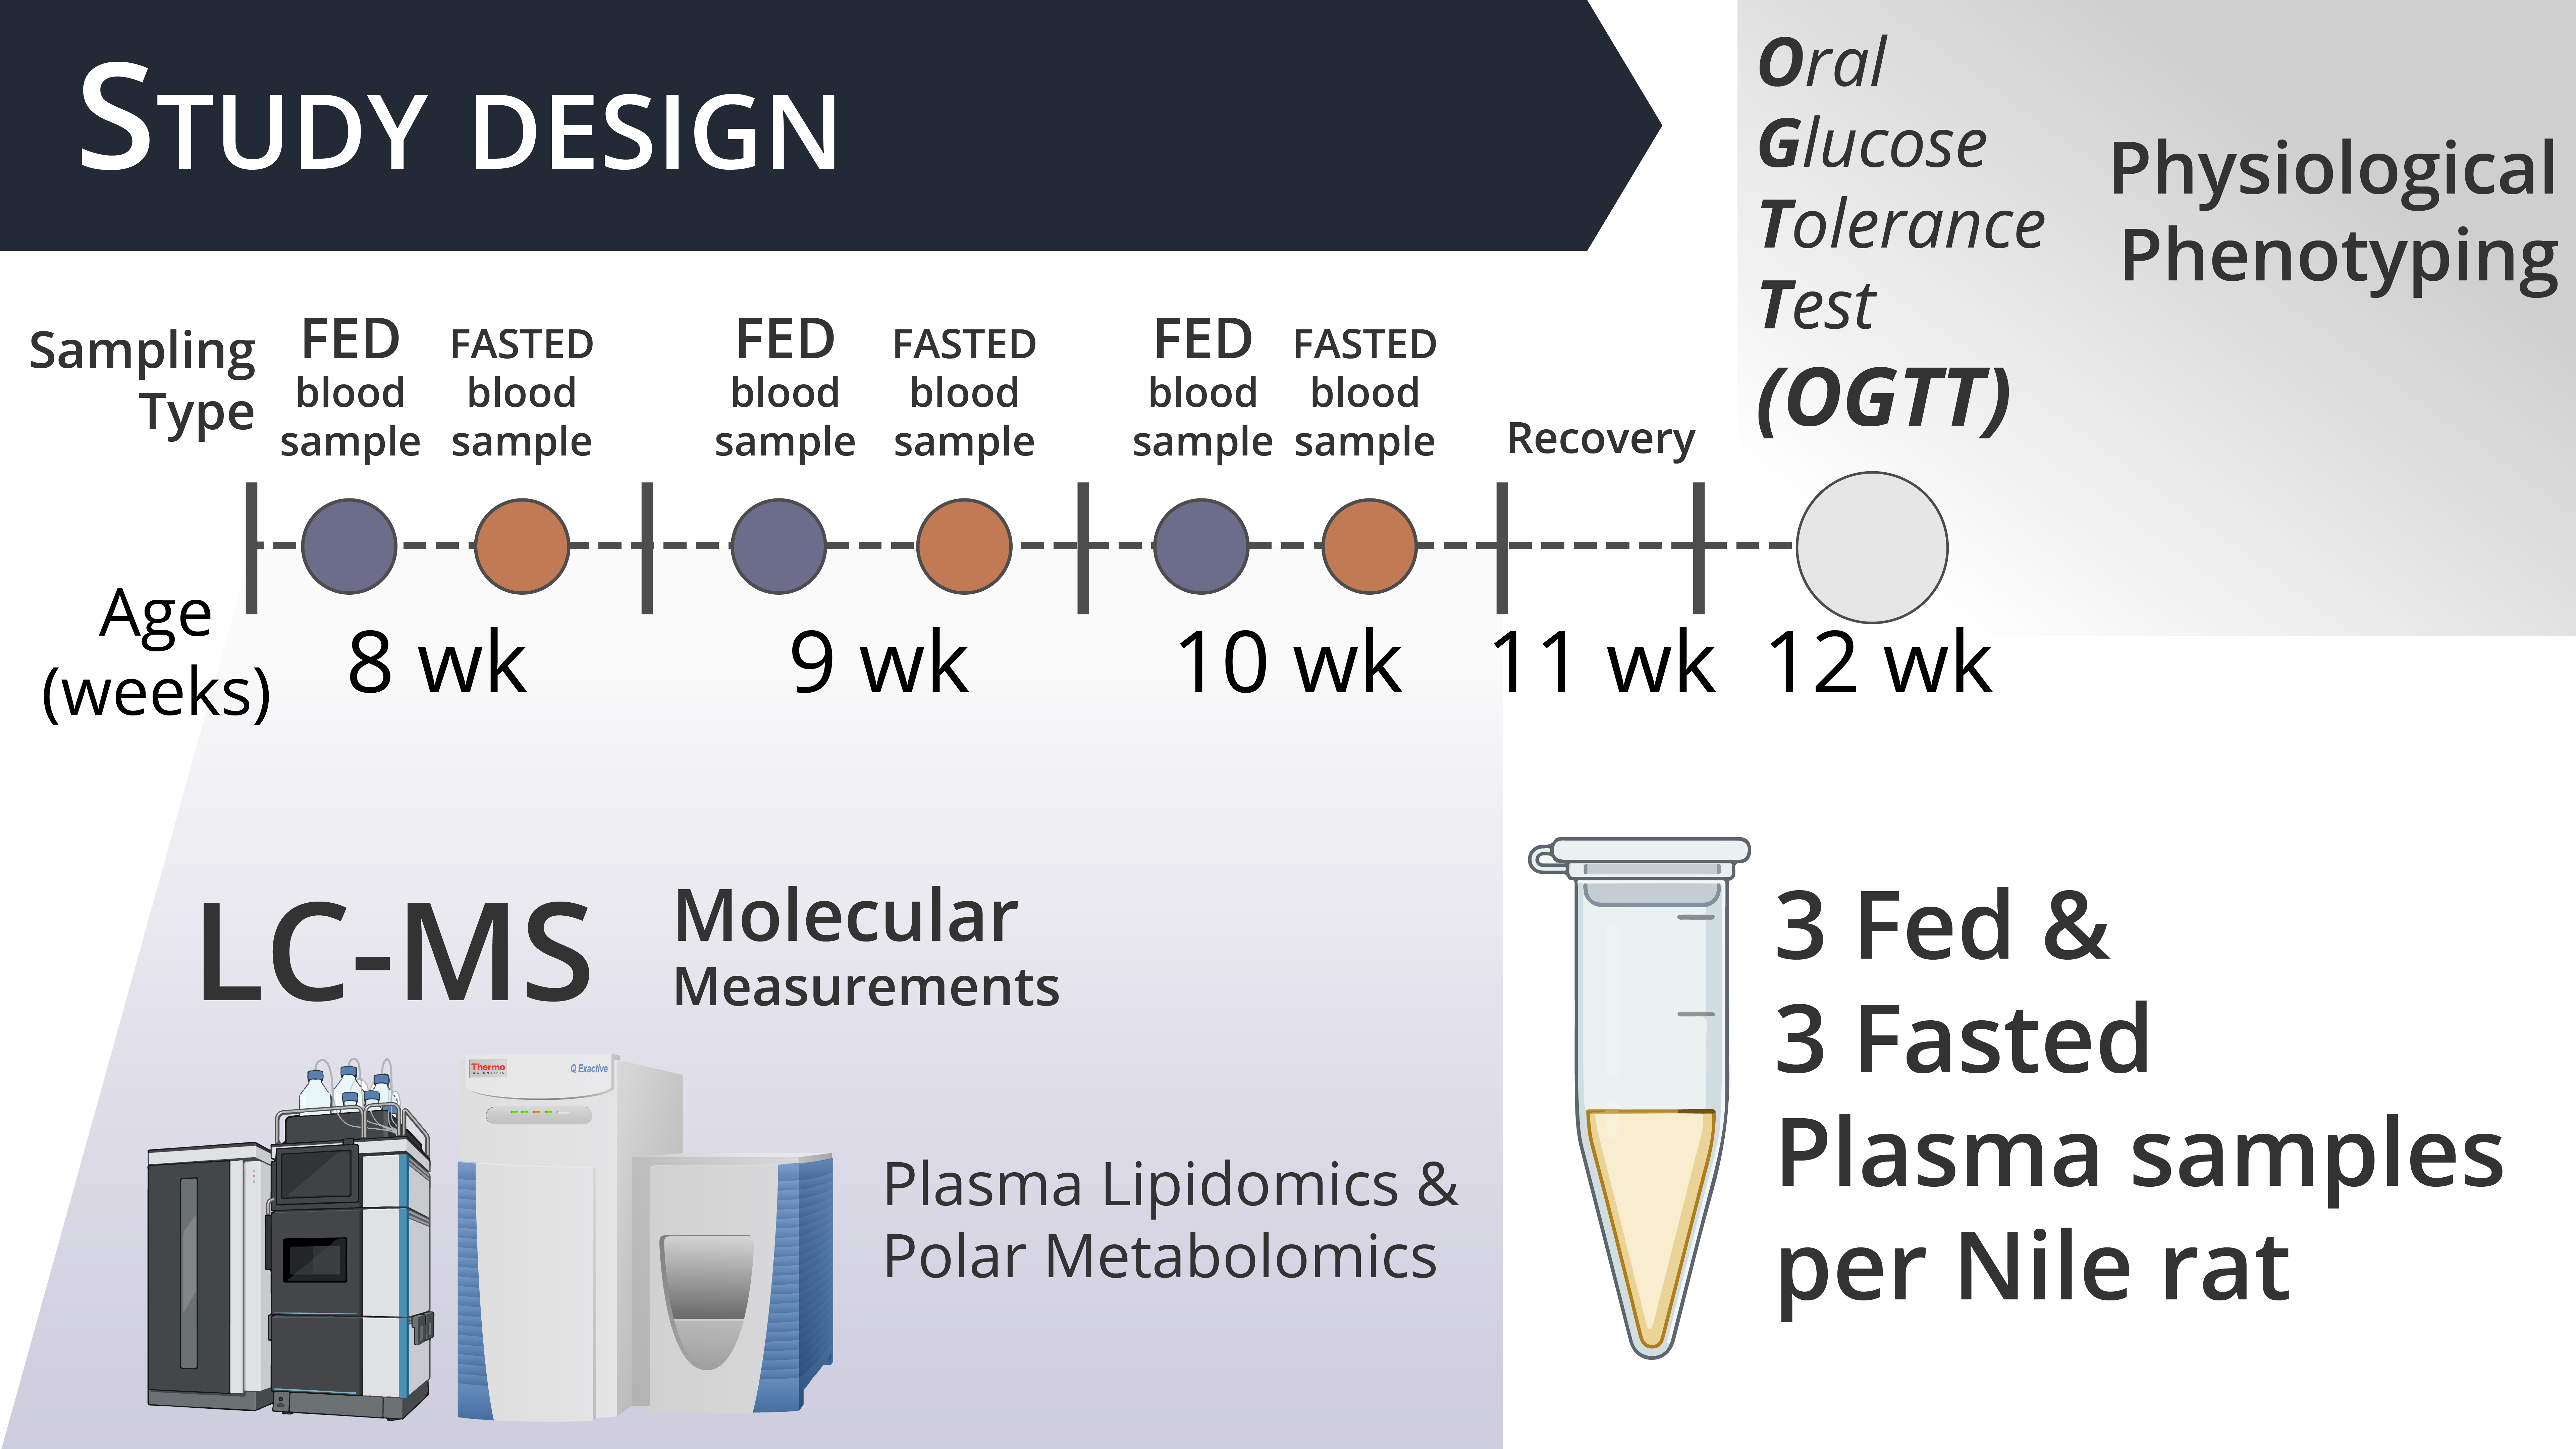 STUDY DESIGN
Oral
Glucose
Tolerance
Test
(OGTT)
Physiological
Phenotyping
Sampling
Type
FED
blood
sample
FASTED
blood
sample
FED
blood
sample
FASTED
blood
sample
FED
blood
sample
FASTED
blood
sample
Recovery
Age
(weeks)
8 wk
9 wk
10 wk
11 wk
12 wk
LC-MS
Molecular
Measurements
Thermo
SCIENTIFIC
Q Exactive
Plasma Lipidomics &
Polar Metabolomics
3 Fed &
3 Fasted
Plasma samples
per Nile rat